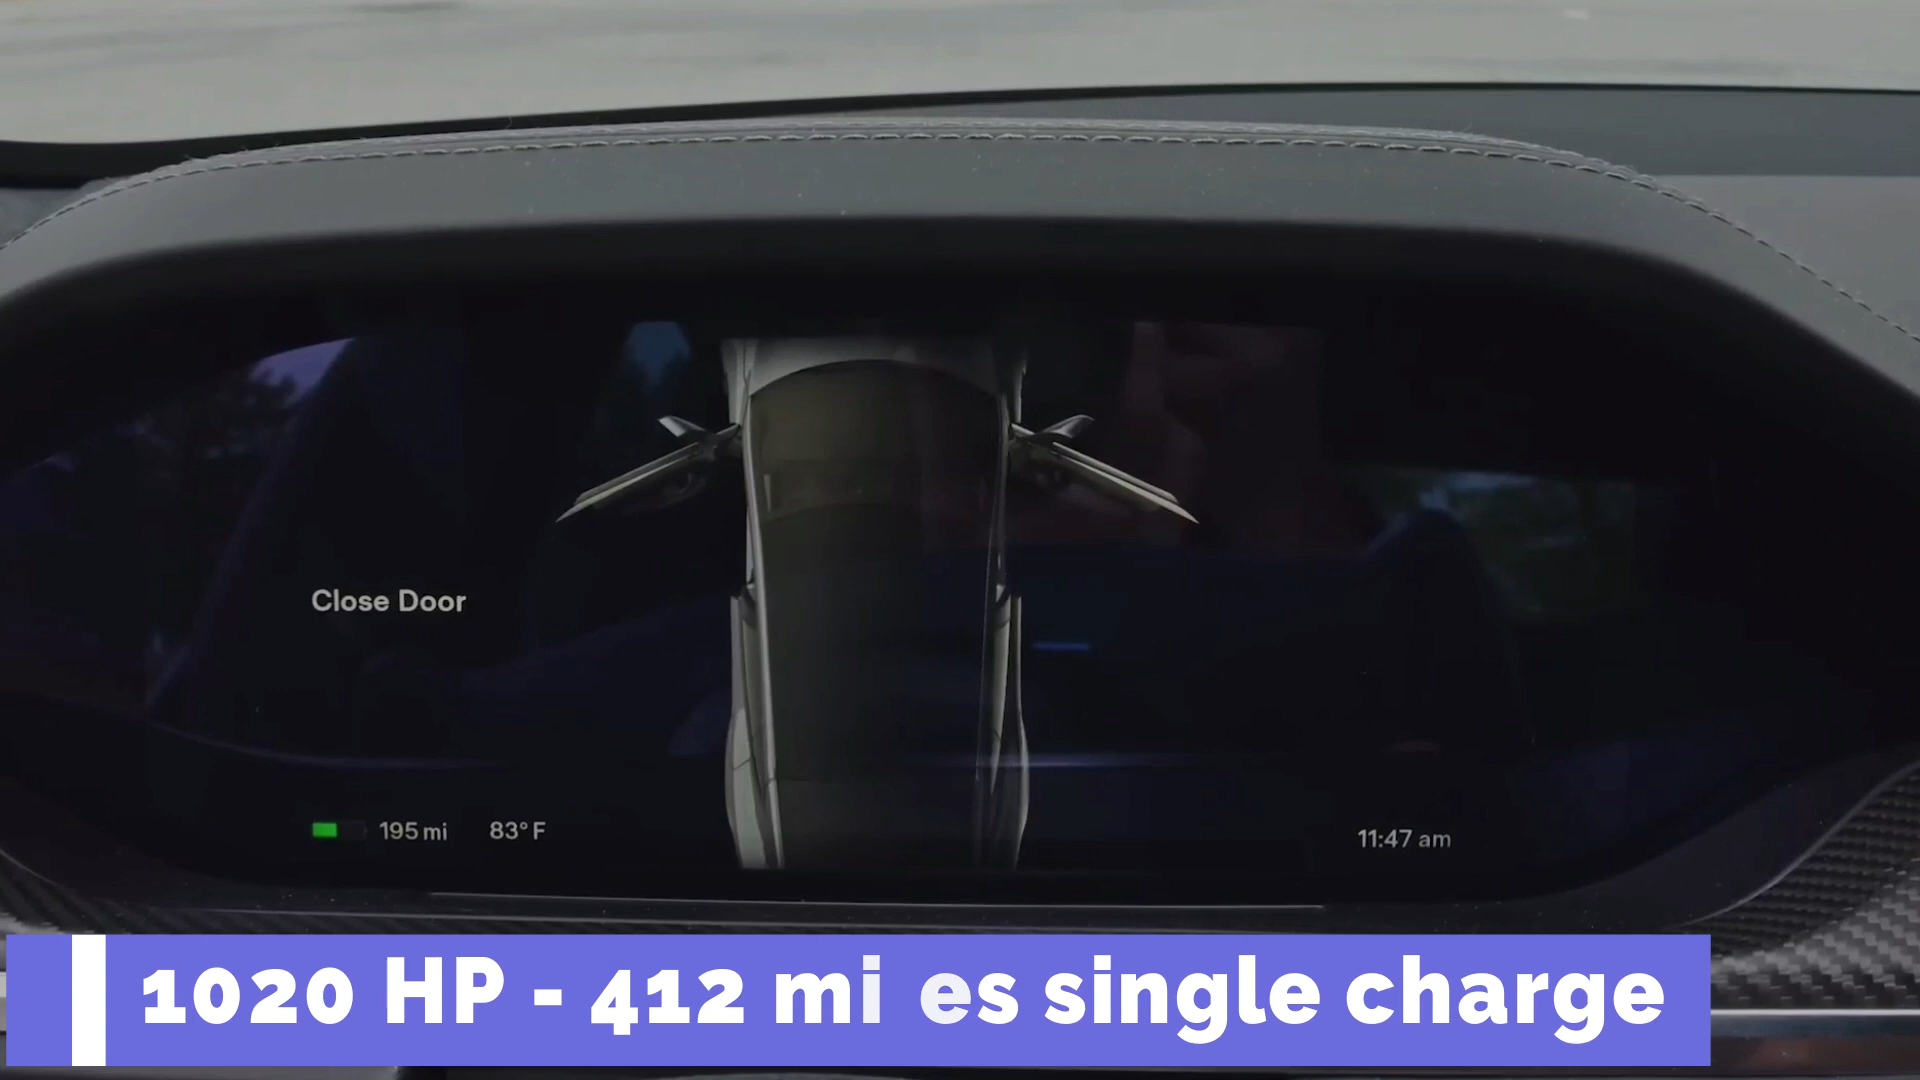 Close Door
195 mi 83° F
11:47 am
1020 HP - 412 mi es single charge